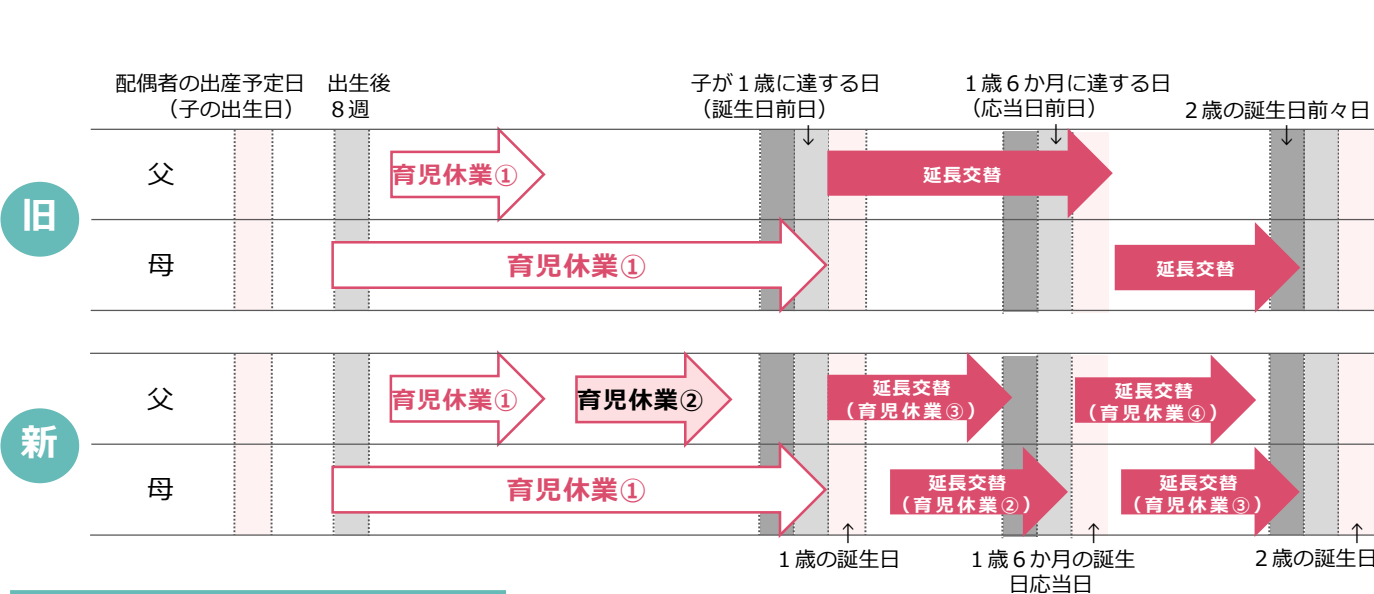 配偶者の出産予定日
（子の出生日）
出生後
８週
子が１歳に達する日
（誕生日前日）
１歳６か月に達する日
（応当日前日）
２歳の誕生日前々日
↓
↓
↓
旧
父
育児休業①
延長交替
母
育児休業①
延長交替
新
父
育児休業①
育児休業②
延長交替
（育児休業③）
延長交替
（育児休業④）
母
育児休業①
延長交替
（育児休業②）
延長交替
（育児休業③）
↑
↑
↑
１歳の誕生日
１歳６か月の誕生
日応当日
２歳の誕生日